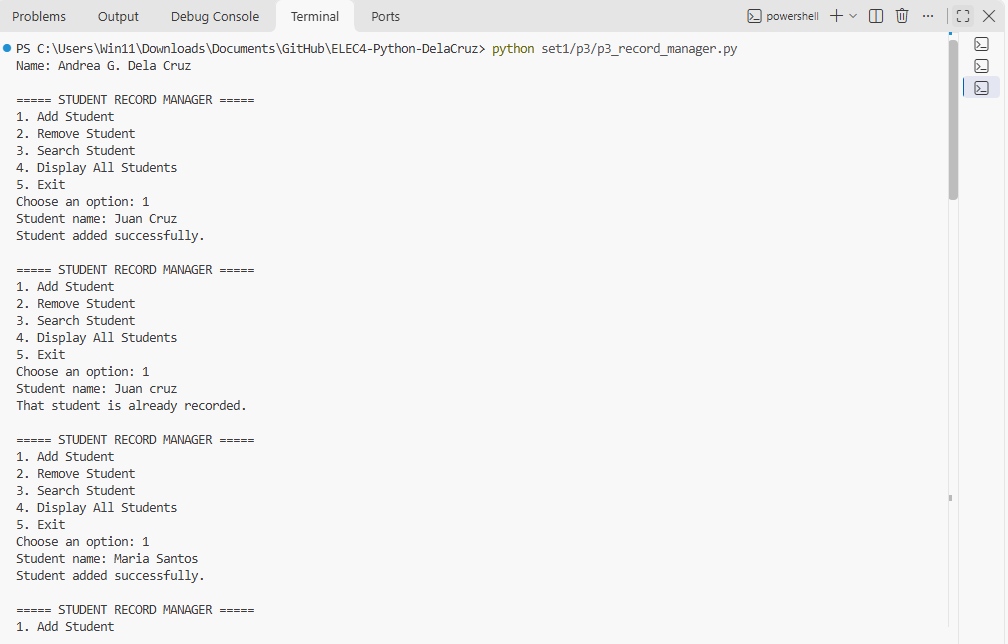 Problems Output Debug Console Terminal Ports powershell
PS C:\Users\Win11\Downloads\Documents\GitHub\ELEC4-Python-DelaCruz> python set1/p3/p3_record_manager.py
Name: Andrea G. Dela Cruz
===== STUDENT RECORD MANAGER =====
1. Add Student
2. Remove Student
3. Search Student
4. Display All Students
5. Exit
Choose an option: 1
Student name: Juan Cruz
Student added successfully.
===== STUDENT RECORD MANAGER =====
1. Add Student
2. Remove Student
3. Search Student
4. Display All Students
5. Exit
Choose an option: 1
Student name: Juan cruz
That student is already recorded.
===== STUDENT RECORD MANAGER =====
1. Add Student
2. Remove Student
3. Search Student
4. Display All Students
5. Exit
Choose an option: 1
Student name: Maria Santos
Student added successfully.
===== STUDENT RECORD MANAGER =====
1. Add Student